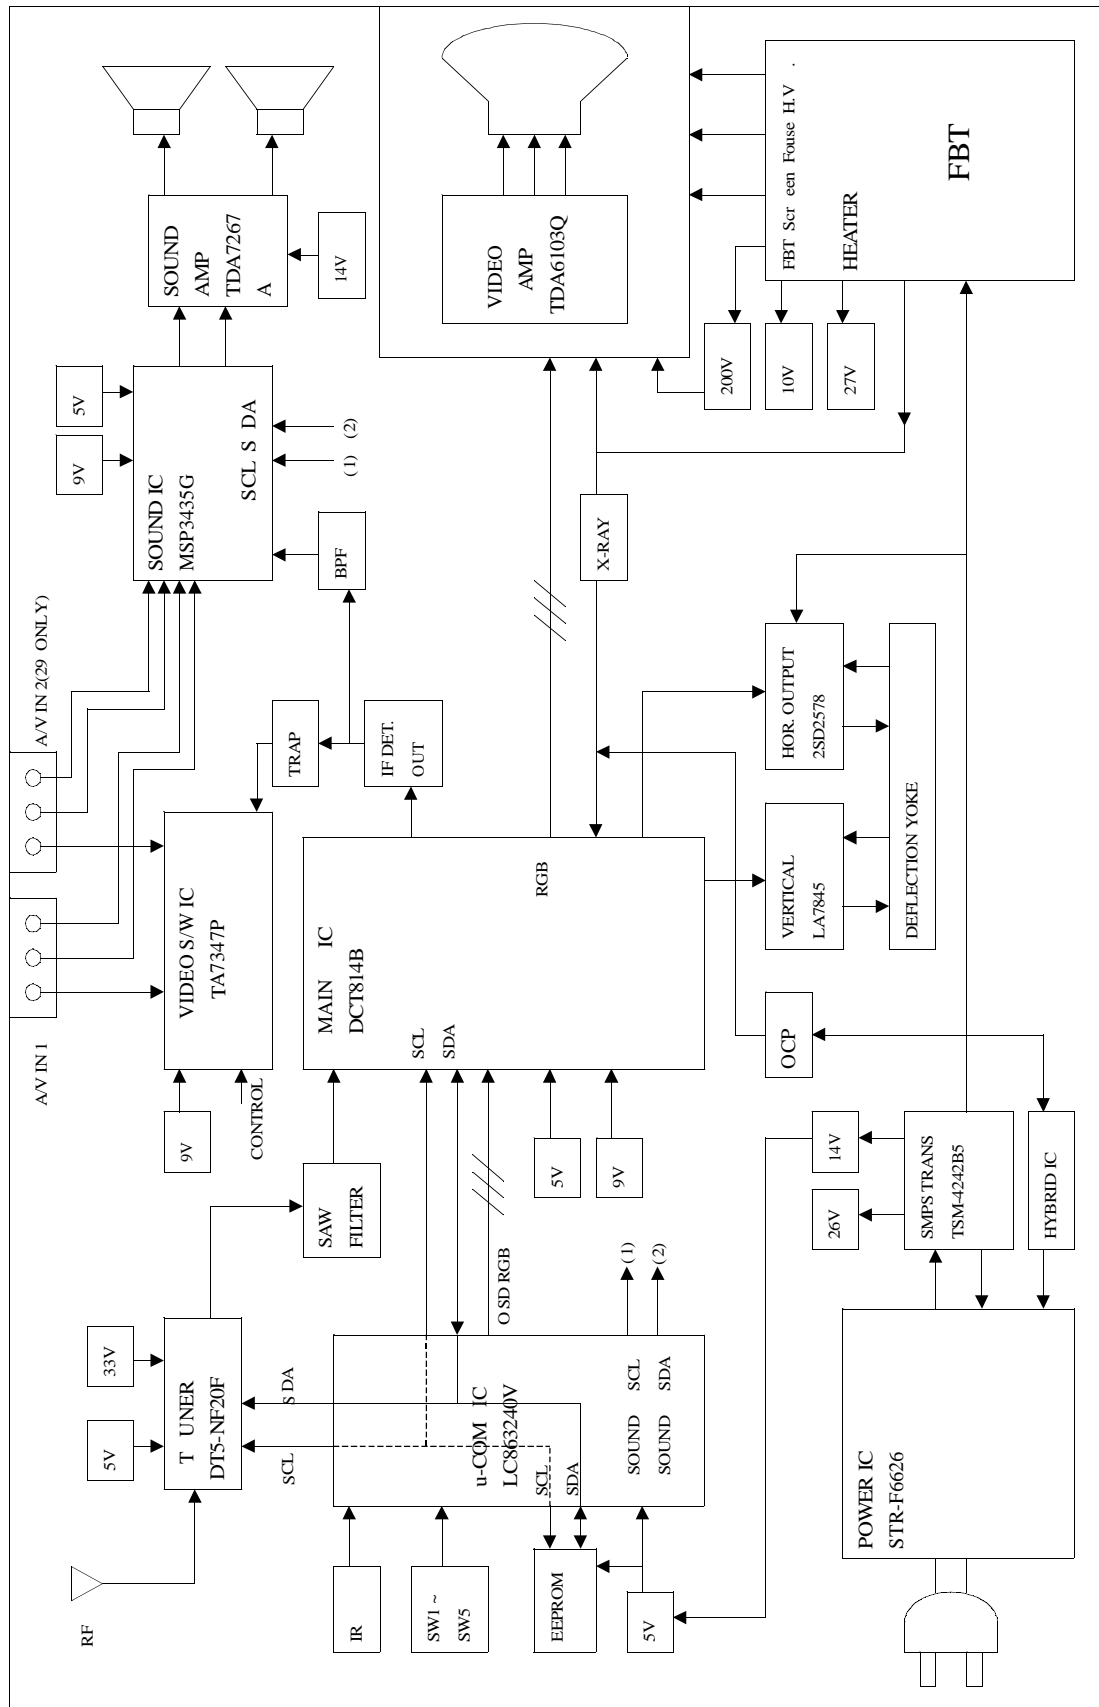 RF
5V
33V
T UNER
DT5-NF20F
SCL
S DA
SAW
FILTER
9V
CONTROL
VIDEO S/W IC
TA7347P
A/V IN 1
A/V IN 2(29 ONLY)
TRAP
IF DET.
OUT
BPF
9V
5V
SOUND IC
MSP3435G
SCL S DA
(1) (2)
SOUND
AMP
TDA7267
A
14V
IR
SW1 ~
SW5
EEPROM
5V
u-COM IC
LC863240V
SCL
SDA
SOUND SCL
SOUND SDA
(1)
(2)
O SD RGB
MAIN IC
DCT814B
SCL
SDA
RGB
5V
9V
X-RAY
VIDEO
AMP
TDA6103Q
200V
10V
27V
FBT Scr een Fouse H.V .
HEATER
FBT
HOR. OUTPUT
2SD2578
VERTICAL
LA7845
DEFLECTION YOKE
OCP
14V
26V
SMPS TRANS
TSM-4242B5
HYBRID IC
POWER IC
STR-F6626